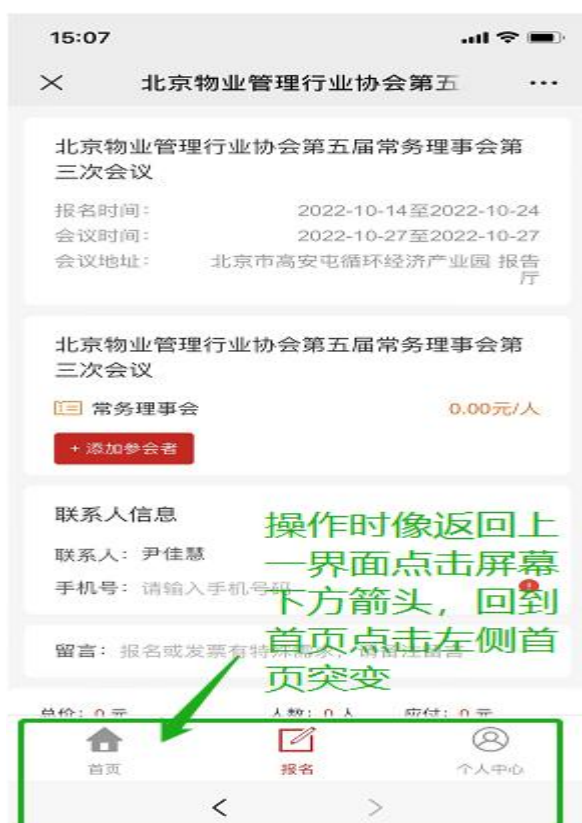 15:07
北京物业管理行业协会第五
北京物业管理行业协会第五届常务理事会第
三次会议
报名时间: 2022-10-14至2022-10-24
会议时间: 2022-10-27至2022-10-27
会议地址: 北京市高安屯循环经济产业园 报告
厅
北京物业管理行业协会第五届常务理事会第
三次会议
常务理事会 0.00元/人
+ 添加参会者
联系人信息
联系人: 尹佳慧
手机号: 请输入手机号码
操作时像返回上
一界面点击屏幕
下方箭头，回到
首页点击左侧首
页突变
留言: 报名或发票有特殊需求，请备注留言
总价: 0 元 人数: 0 人 应付: 0 元
首页 报名 个人中心